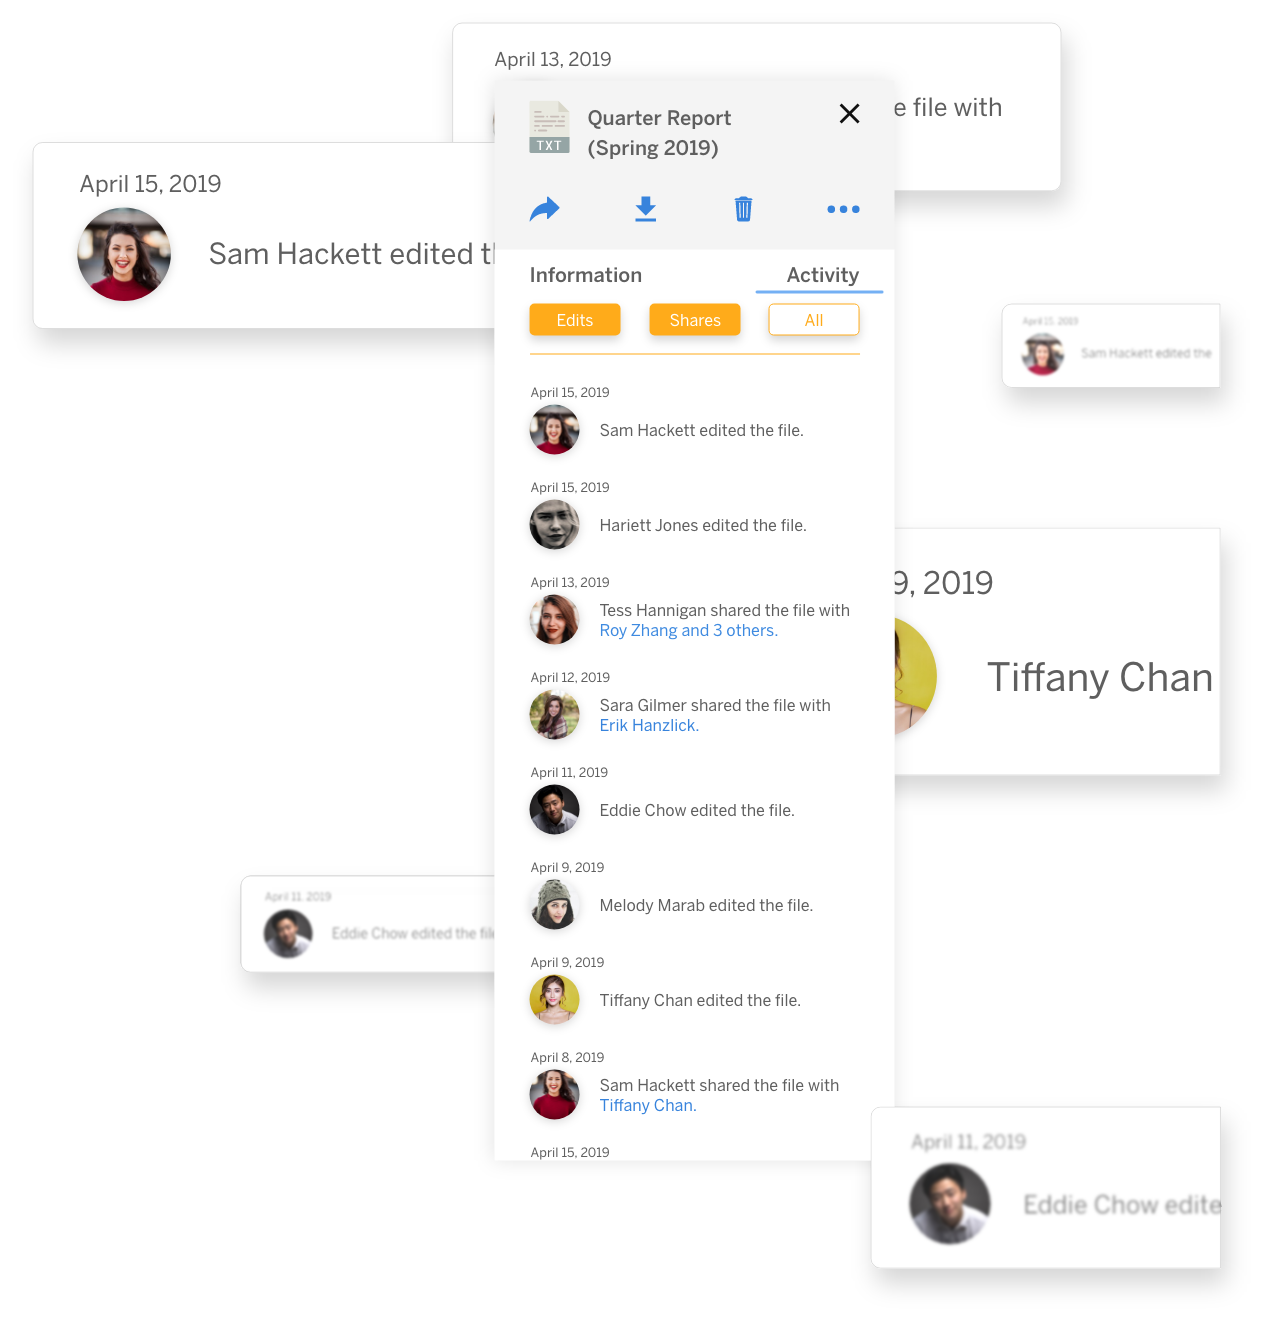 April 13, 2019
e file with
April 15, 2019
Sam Hackett edited t
TXT
Quarter Report
(Spring 2019)
Information
Activity
Edits
Shares
All
April 15, 2019
Sam Hackett edited the file.
April 15, 2019
Hariett Jones edited the file.
April 13, 2019
Tess Hannigan shared the file with
Roy Zhang and 3 others.
April 12, 2019
Sara Gilmer shared the file with
Erik Hanzlick.
April 11, 2019
Eddie Chow edited the file.
April 9, 2019
Melody Marab edited the file.
April 9, 2019
Tiffany Chan edited the file.
April 8, 2019
Sam Hackett shared the file with
Tiffany Chan.
April 15, 2019
April 15, 2019
Sam Hackett edited the
9, 2019
Tiffany Chan
April 11, 2019
Eddie Chow edited the file
April 11, 2019
Eddie Chow edite